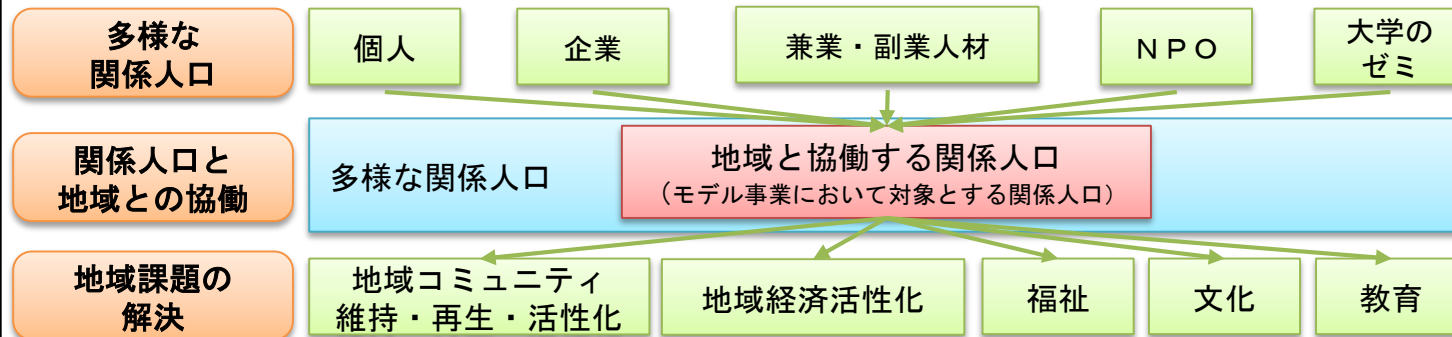 多様な
関係人口
個人
企業
兼業・副業人材
ＮＰＯ
大学の
ゼミ
関係人口と
地域との協働
多様な関係人口
地域と協働する関係人口
（モデル事業において対象とする関係人口）
地域課題の
解決
地域コミュニティ
維持・再生・活性化
地域経済活性化
福祉
文化
教育